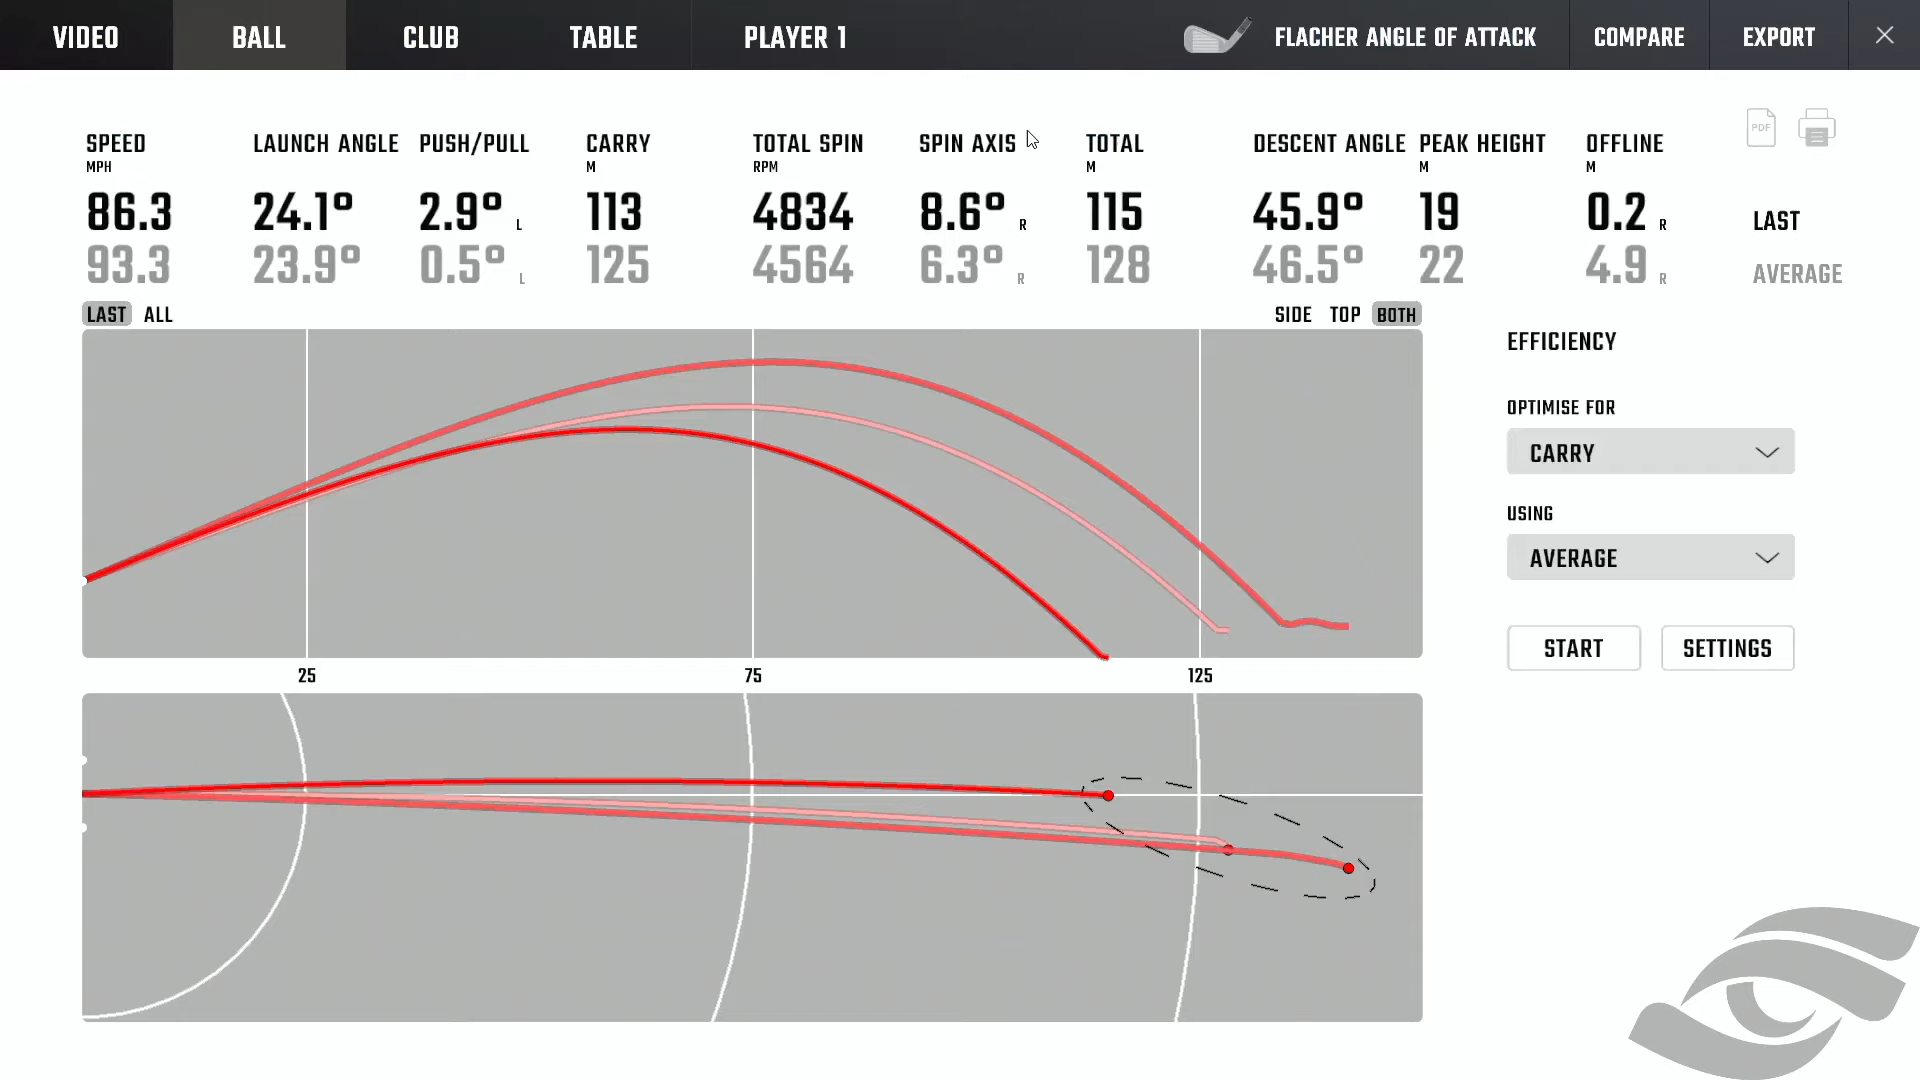 VIDEO BALL CLUB TABLE PLAYER 1 FLACHER ANGLE OF ATTACK COMPARE EXPORT
PDF
SPEED LAUNCH ANGLE PUSH/PULL CARRY TOTAL SPIN SPIN AXIS TOTAL DESCENT ANGLE PEAK HEIGHT OFFLINE
MPH M RPM M M M
86.3 24.1° 2.9° L 113 4834 8.6° R 115 45.9° 19 0.2 R LAST
93.3 23.9° 0.5° L 125 4564 6.3° R 128 46.5° 22 4.9 R AVERAGE
LAST ALL SIDE TOP BOTH
EFFICIENCY
OPTIMISE FOR
CARRY
USING
AVERAGE
START SETTINGS
25 75 125